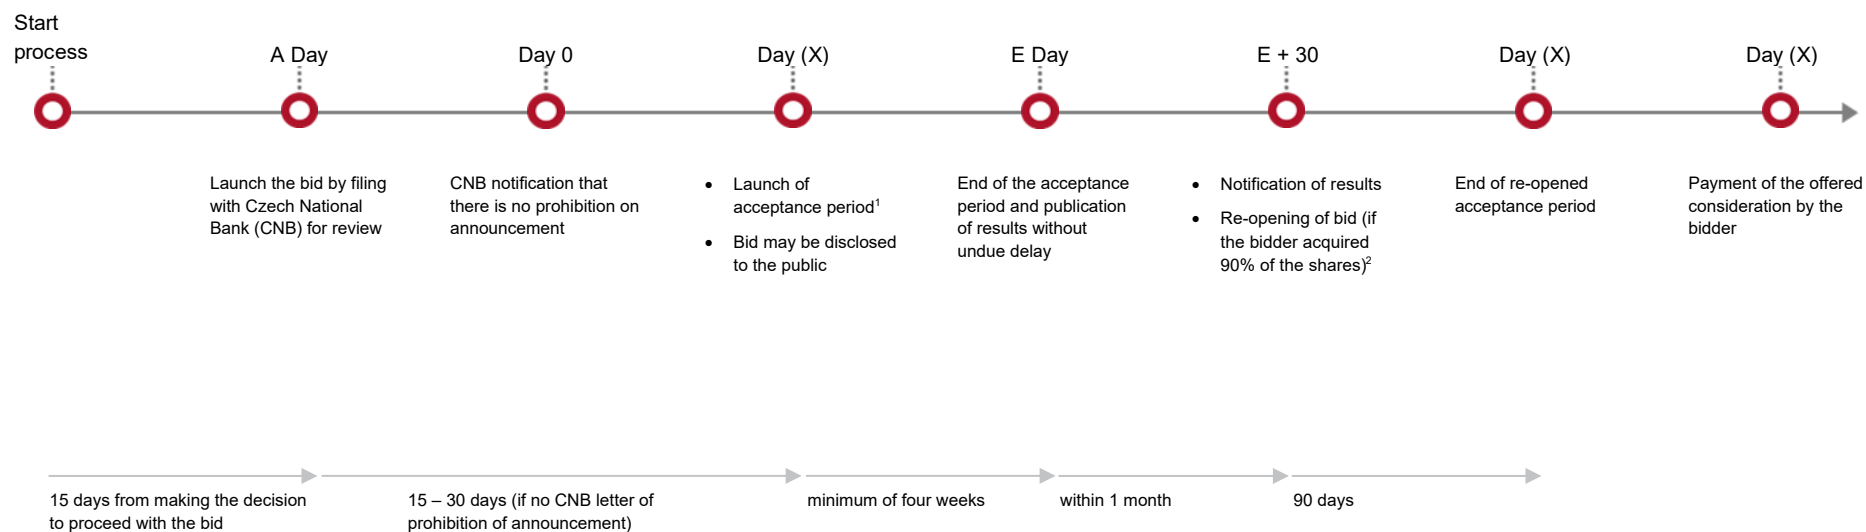 Start
process
A Day
Day 0
Day (X)
E Day
E + 30
Day (X)
Day (X)
Launch the bid by filing
with Czech National
Bank (CNB) for review
CNB notification that
there is no prohibition on
announcement
• Launch of
acceptance period¹
• Bid may be disclosed
to the public
End of the acceptance
period and publication
of results without
undue delay
• Notification of results
• Re-opening of bid (if
the bidder acquired
90% of the shares)²
End of re-opened
acceptance period
Payment of the offered
consideration by the
bidder
15 days from making the decision
to proceed with the bid
15 – 30 days (if no CNB letter of
prohibition of announcement)
minimum of four weeks
within 1 month
90 days